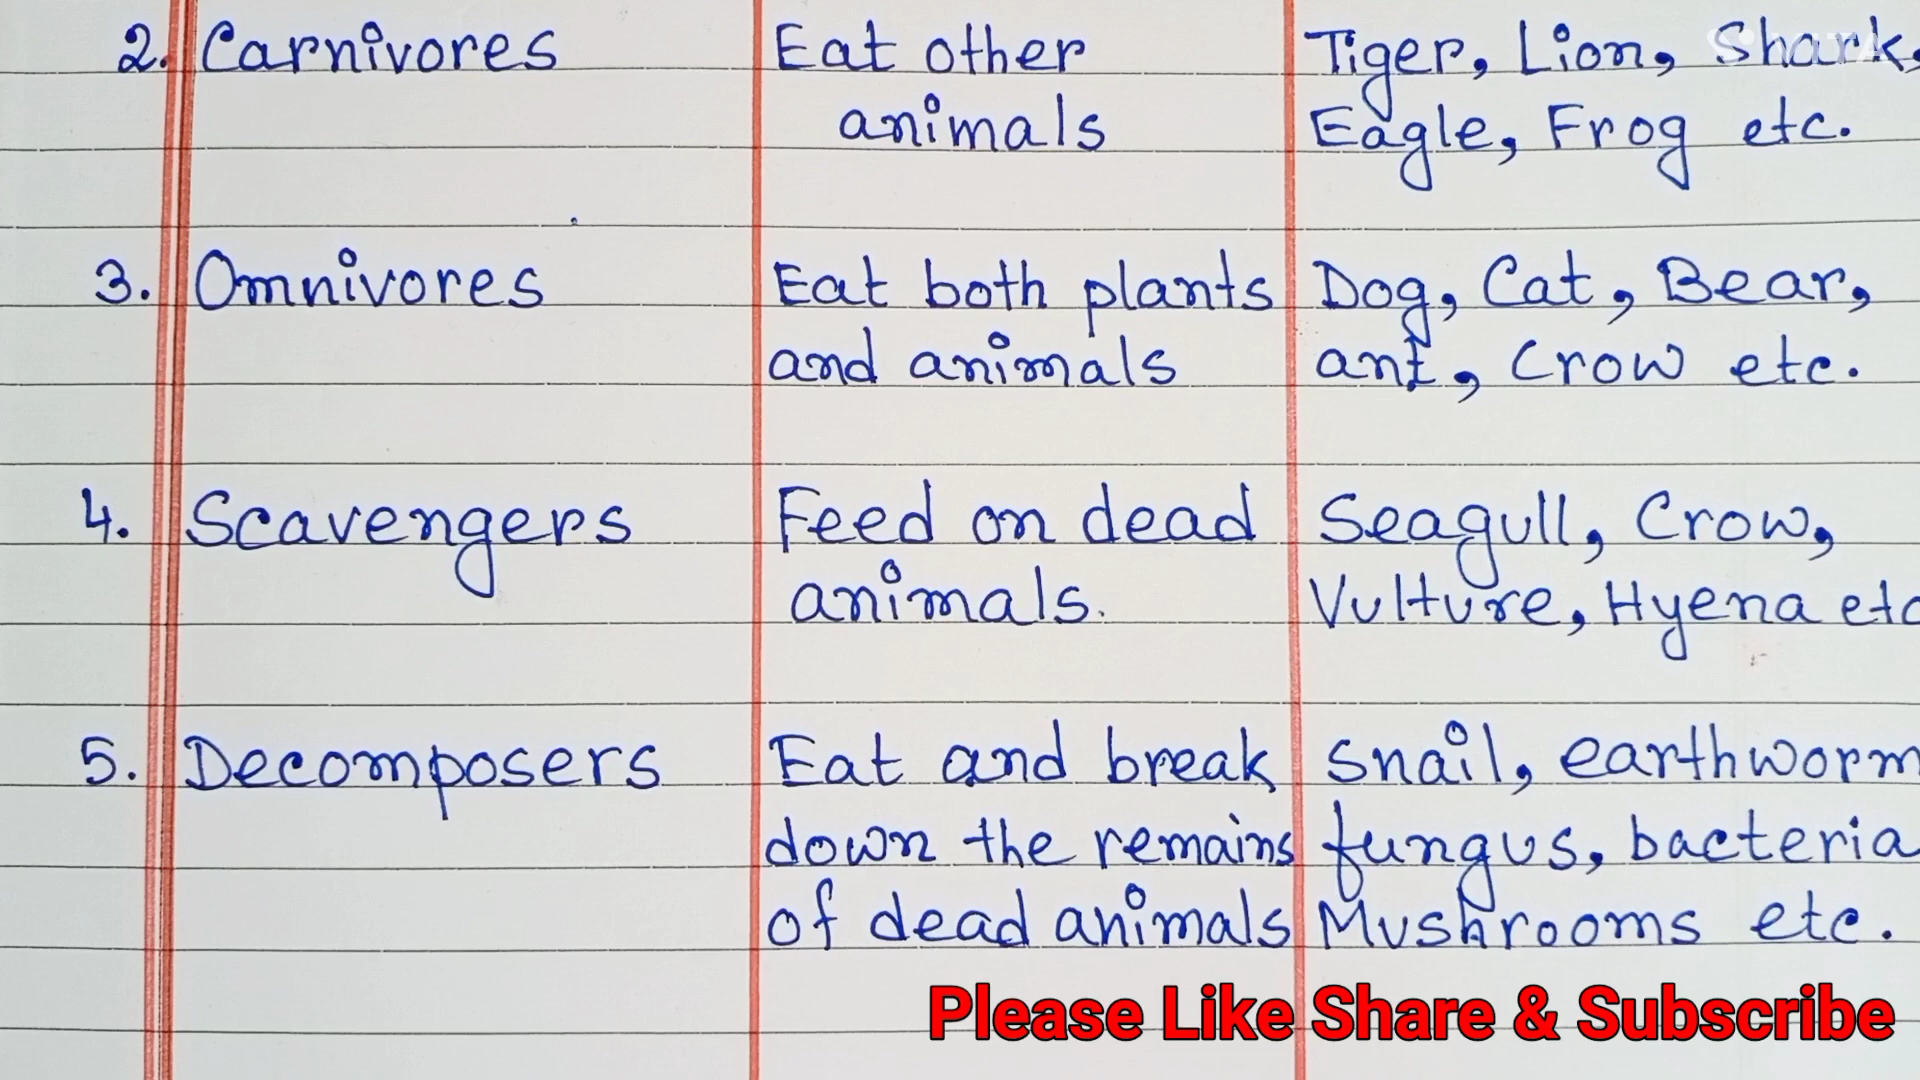 2. Carnivores Eat other Tiger, Lion, Shark,
animals Eagle, Frog etc.
3. Omnivores Eat both plants Dog, Cat, Bear,
and animals ant, Crow etc.
4. Scavengers Feed on dead Seagull, Crow,
animals. Vulture, Hyena etc
5. Decomposers Eat and break Snail, earthworm
down the remains fungus, bacteria
of dead animals Mushrooms etc.
Please Like Share & Subscribe